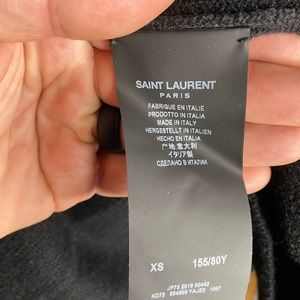 SAINT LAURENT
PARIS
FABRIQUE EN ITALIE
PRODOTTO IN ITALIA
MADE IN ITALY
HERGESTELLT IN ITALIEN
HECHO EN ITALIA
产地:意大利
イタリア製
СДЕЛАНО В ИТАЛИИ
XS 155/80Y